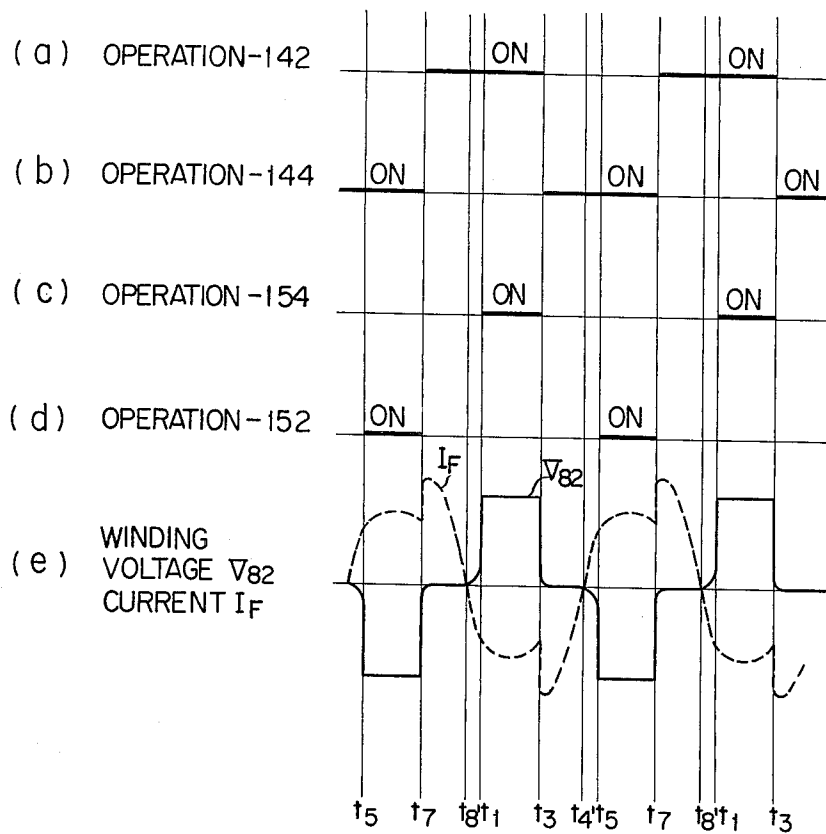 (a) OPERATION-142 ON ON
(b) OPERATION-144 ON ON ON
(c) OPERATION-154 ON ON
(d) OPERATION-152 ON ON
IF V82
(e) WINDING
VOLTAGE V82
CURRENT IF
t5 t7 t8' t1 t3 t4' t5 t7 t8' t1 t3